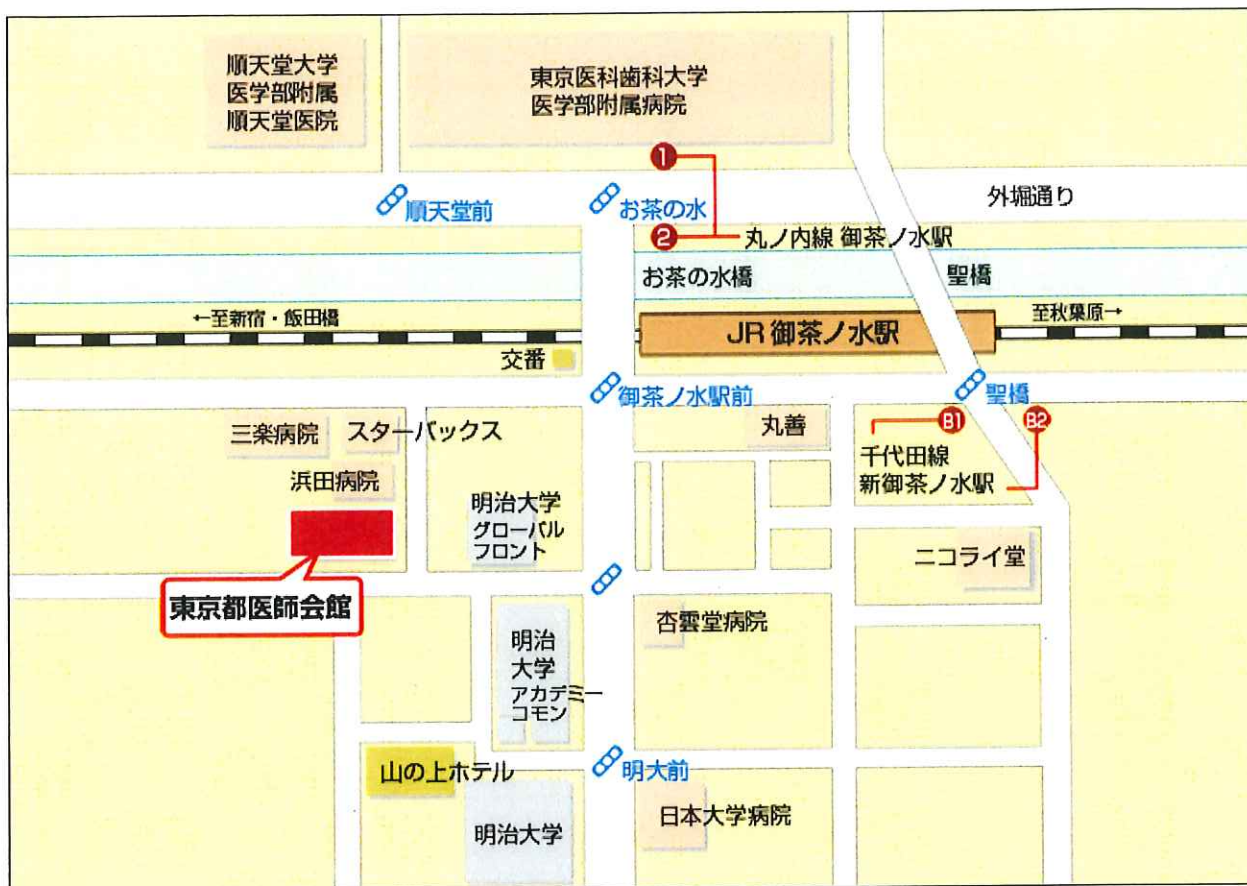 順天堂大学
医学部附属
順天堂医院
東京医科歯科大学
医学部附属病院
1
順天堂前
お茶の水
外堀通り
2
丸ノ内線 御茶ノ水駅
お茶の水橋
聖橋
←至新宿・飯田橋
至秋葉原→
JR 御茶ノ水駅
交番
御茶ノ水駅前
聖橋
三楽病院
スターバックス
丸善
B1
B2
千代田線
新御茶ノ水駅
浜田病院
明治大学
グローバル
フロント
ニコライ堂
東京都医師会館
杏雲堂病院
明治
大学
アカデミー
コモン
山の上ホテル
明大前
明治大学
日本大学病院